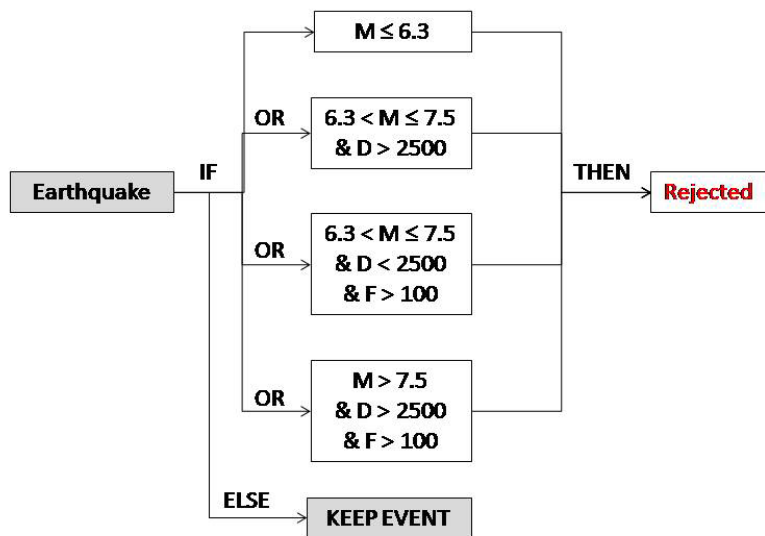 M ≤ 6.3
OR
6.3 < M ≤ 7.5
& D > 2500
Earthquake
IF
THEN
Rejected
OR
6.3 < M ≤ 7.5
& D < 2500
& F > 100
OR
M > 7.5
& D > 2500
& F > 100
ELSE
KEEP EVENT